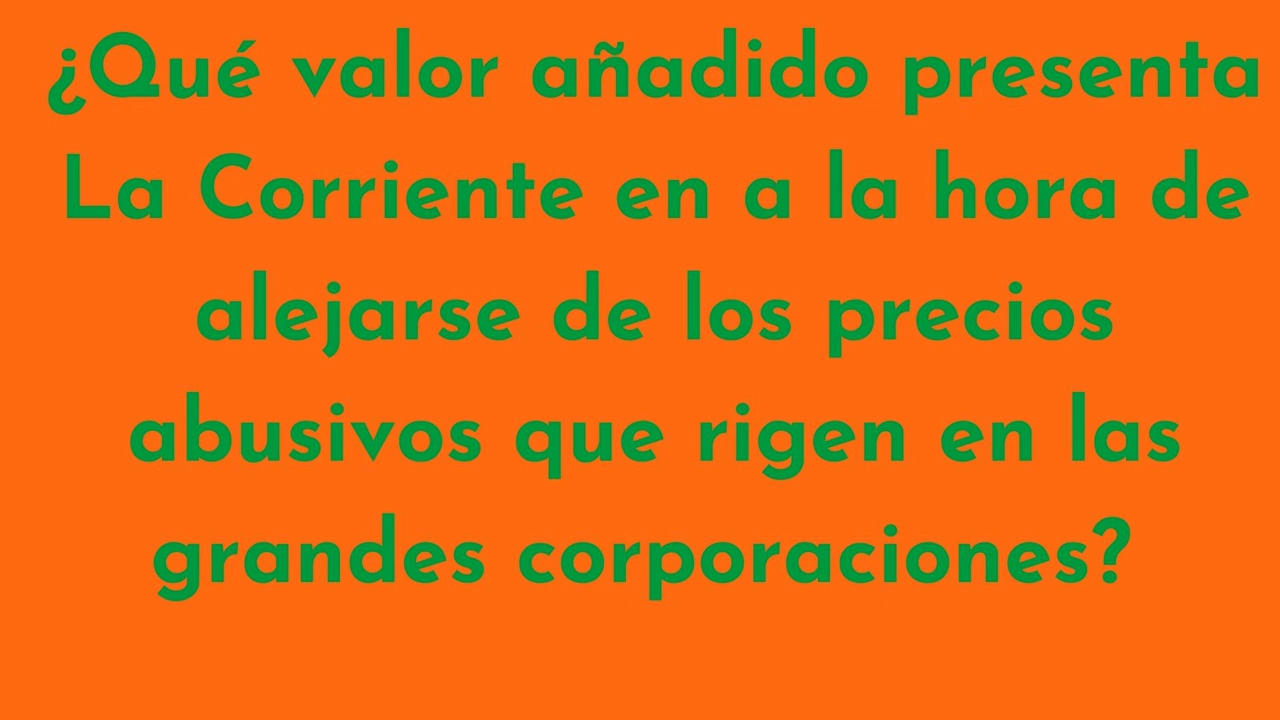 ¿Qué valor añadido presenta
La Corriente en a la hora de
alejarse de los precios
abusivos que rigen en las
grandes corporaciones?